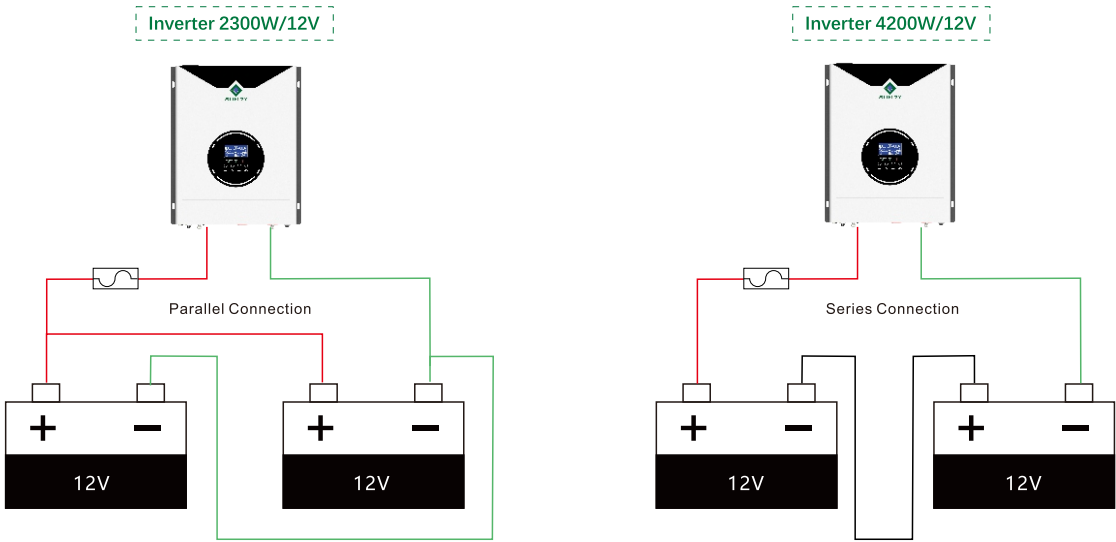 Inverter 2300W/12V
Inverter 4200W/12V
Parallel Connection
Series Connection
+
−
+
−
+
−
+
−
12V
12V
12V
12V